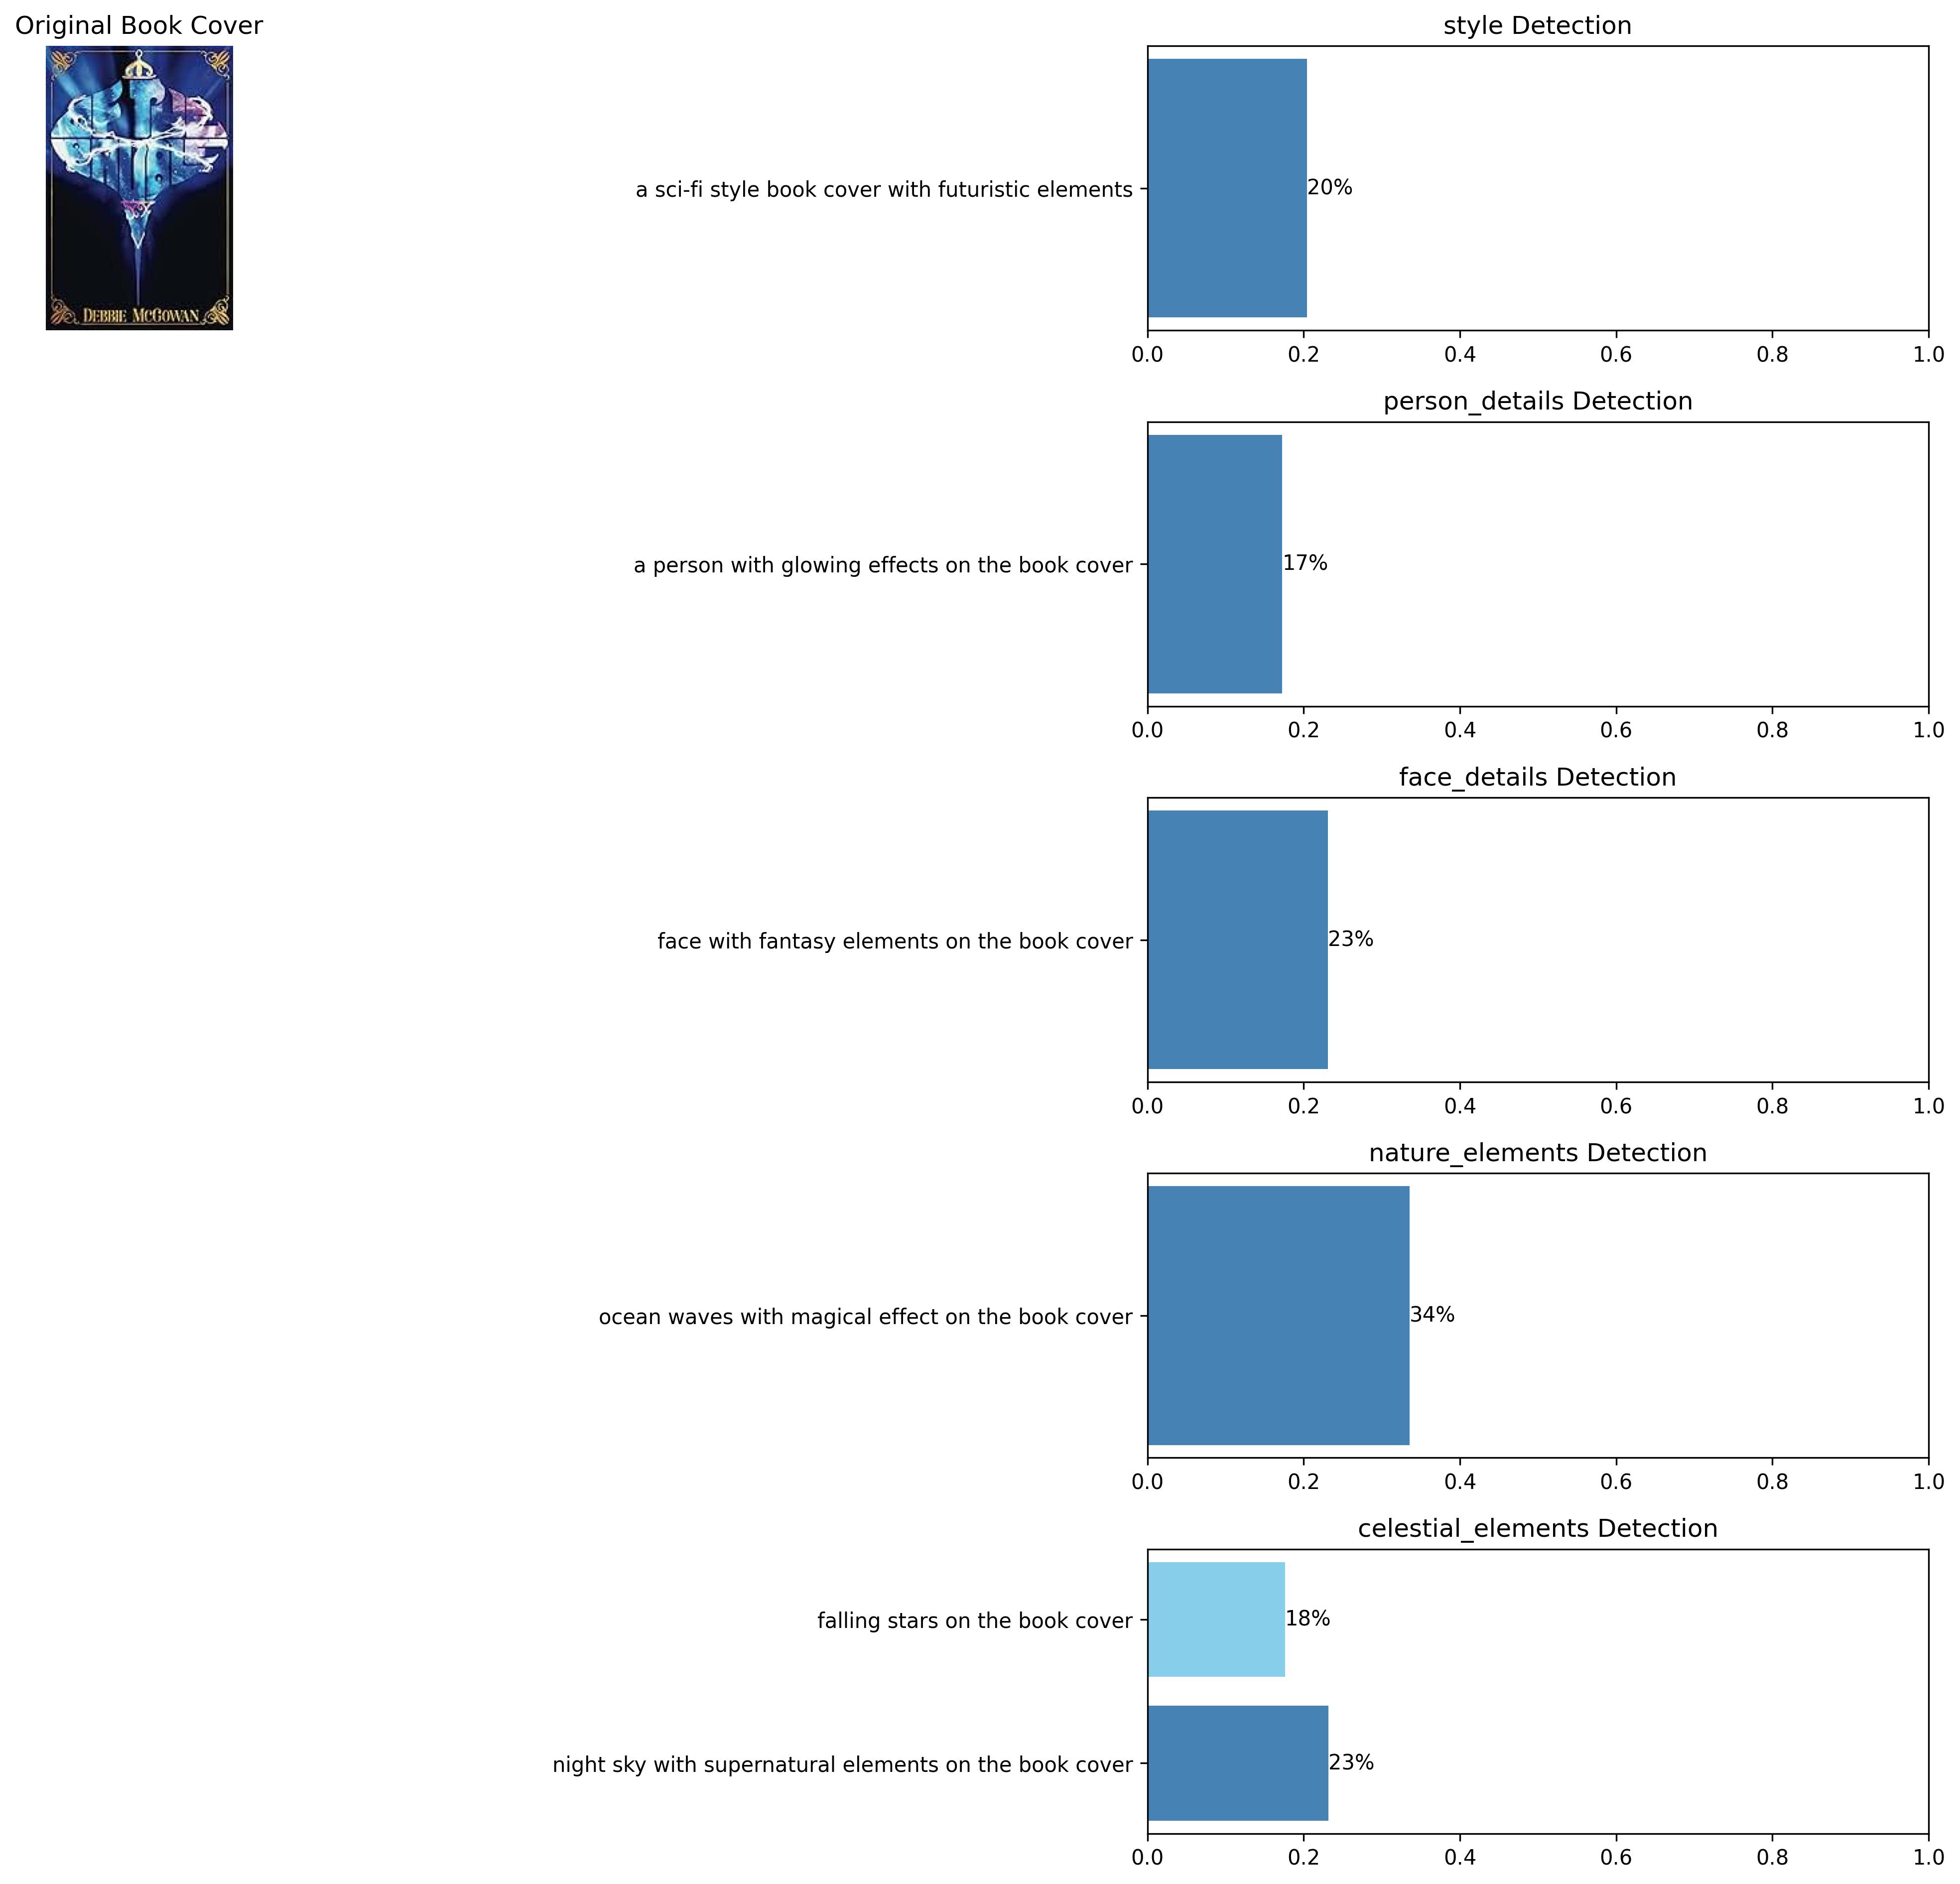 Original Book Cover
DEBBIE MCGOWAN
style Detection
a sci-fi style book cover with futuristic elements
20%
0.0 0.2 0.4 0.6 0.8 1.0
person_details Detection
a person with glowing effects on the book cover
17%
0.0 0.2 0.4 0.6 0.8 1.0
face_details Detection
face with fantasy elements on the book cover
23%
0.0 0.2 0.4 0.6 0.8 1.0
nature_elements Detection
ocean waves with magical effect on the book cover
34%
0.0 0.2 0.4 0.6 0.8 1.0
celestial_elements Detection
falling stars on the book cover
18%
night sky with supernatural elements on the book cover
23%
0.0 0.2 0.4 0.6 0.8 1.0